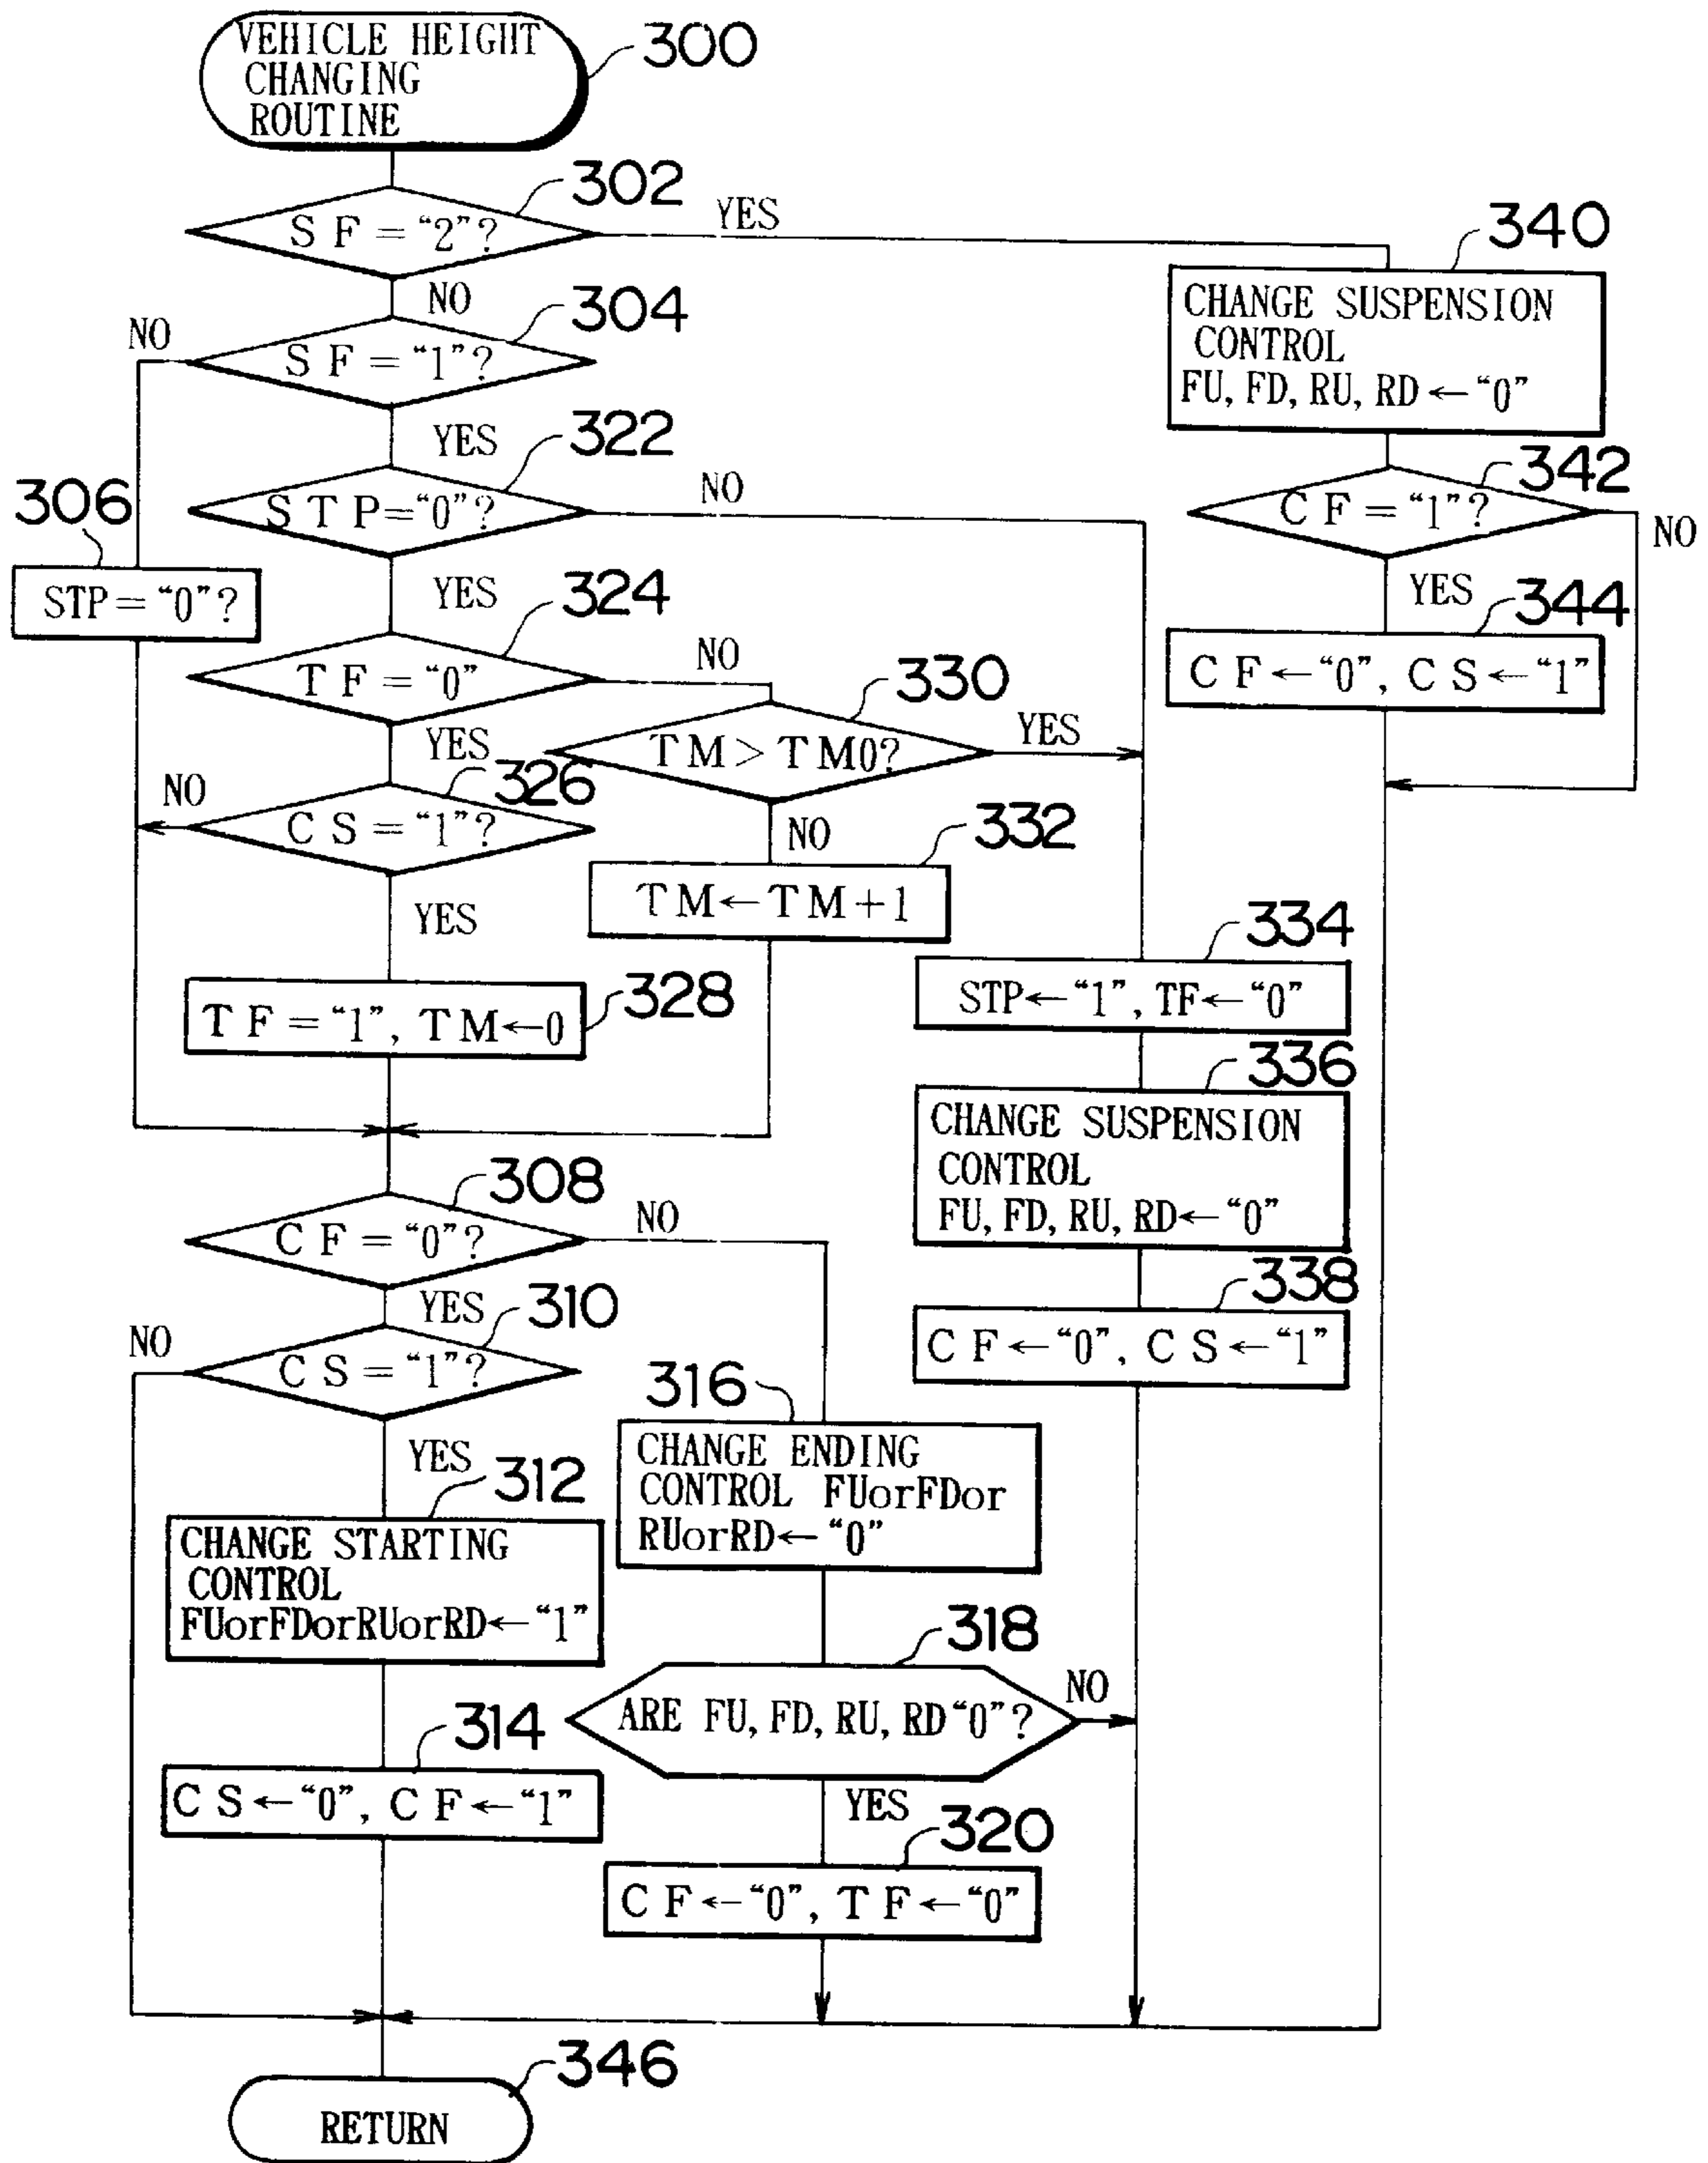 VEHICLE HEIGHT
CHANGING
ROUTINE
300
302
S F = “2”?
YES
NO
304
S F = “1”?
NO
YES
306
STP = “0”?
322
S T P=“0”?
NO
YES
324
T F = “0”
NO
YES
326
C S = “1”?
NO
YES
328
T F = “1”, T M←0
330
T M > T M0?
YES
NO
332
T M←T M+1
334
STP←“1”, TF←“0”
336
CHANGE SUSPENSION
CONTROL
FU, FD, RU, RD←“0”
338
C F←“0”, C S←“1”
340
CHANGE SUSPENSION
CONTROL
FU, FD, RU, RD←“0”
342
C F = “1”?
NO
YES
344
C F←“0”, C S←“1”
308
C F = “0”?
NO
YES
310
C S = “1”?
NO
YES
312
CHANGE STARTING
CONTROL
FUorFDorRUorRD←“1”
314
C S←“0”, C F←“1”
316
CHANGE ENDING
CONTROL FUorFDor
RUorRD←“0”
318
ARE FU, FD, RU, RD“0”?
NO
YES
320
C F←“0”, T F←“0”
346
RETURN